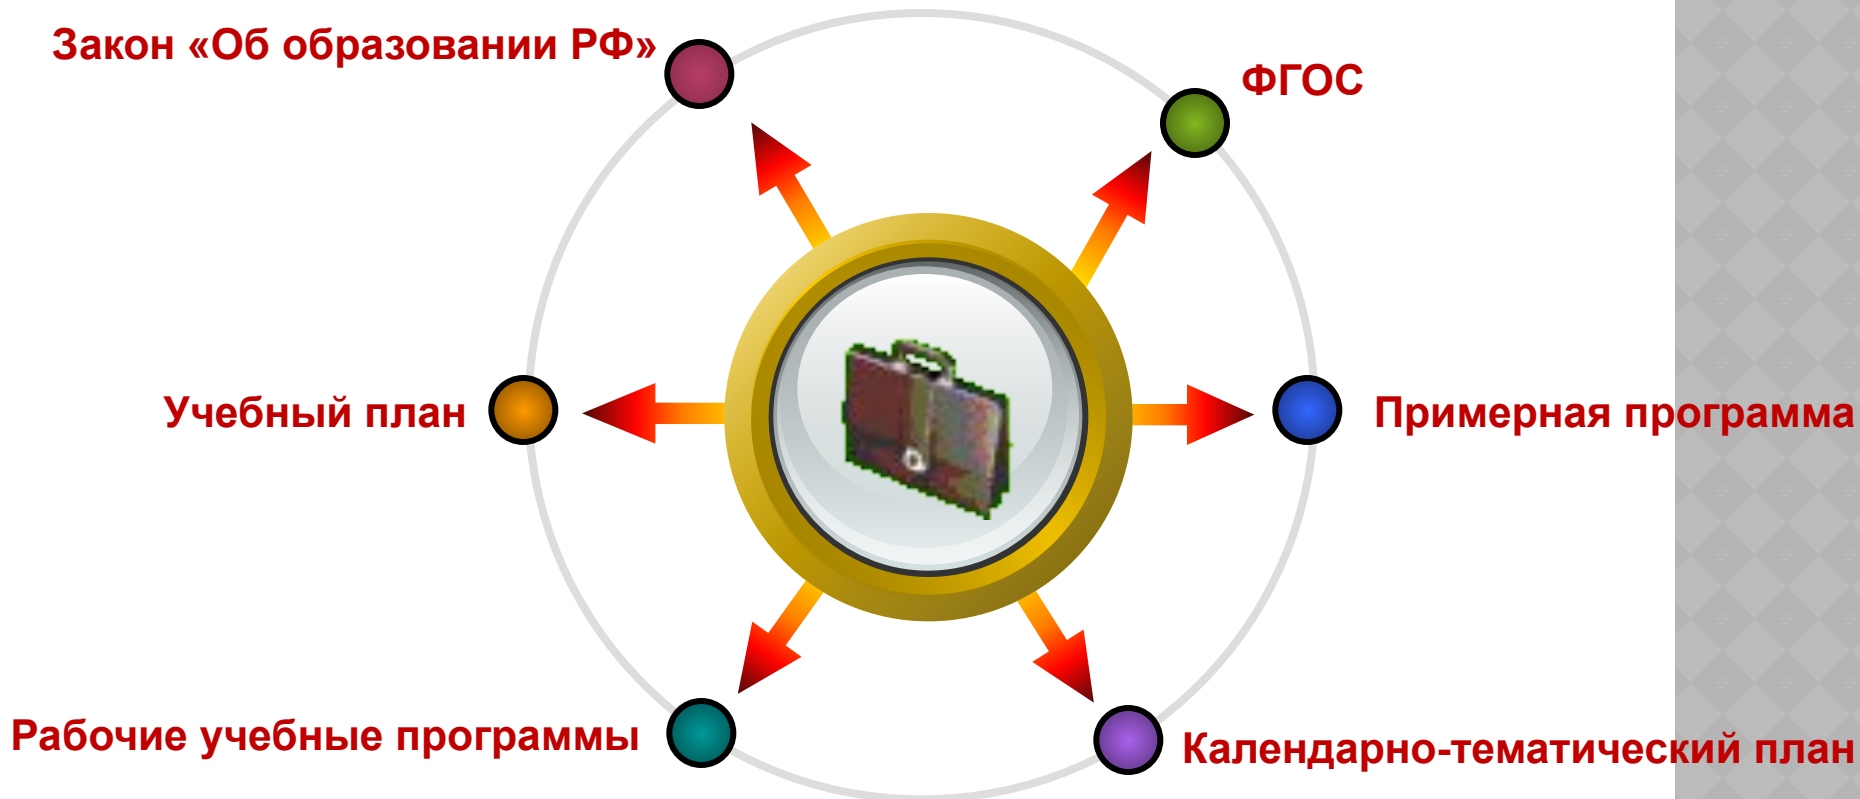 Закон «Об образовании РФ»
ФГОС
Учебный план
Примерная программа
Рабочие учебные программы
Календарно-тематический план